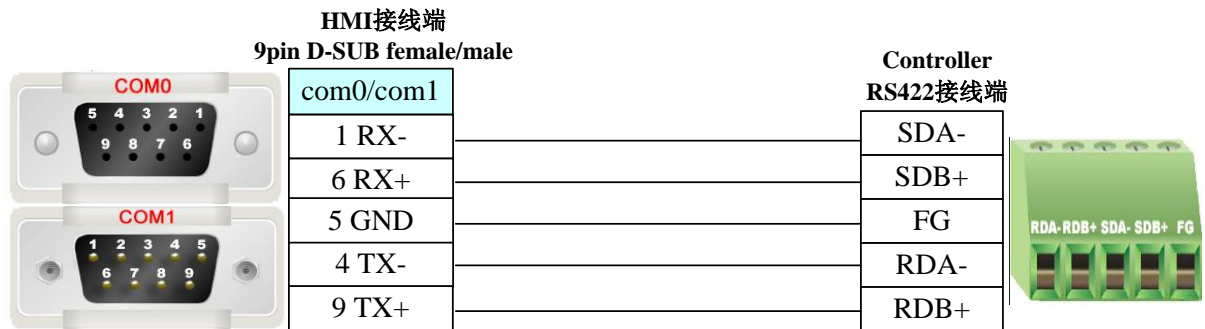 HMI接线端
9pin D-SUB female/male
Controller
RS422接线端
COM0
5 4 3 2 1
9 8 7 6
COM1
1 2 3 4 5
6 7 8 9
com0/com1
1 RX-
6 RX+
5 GND
4 TX-
9 TX+
SDA-
SDB+
FG
RDA-
RDB+
RDA- RDB+ SDA- SDB+ FG